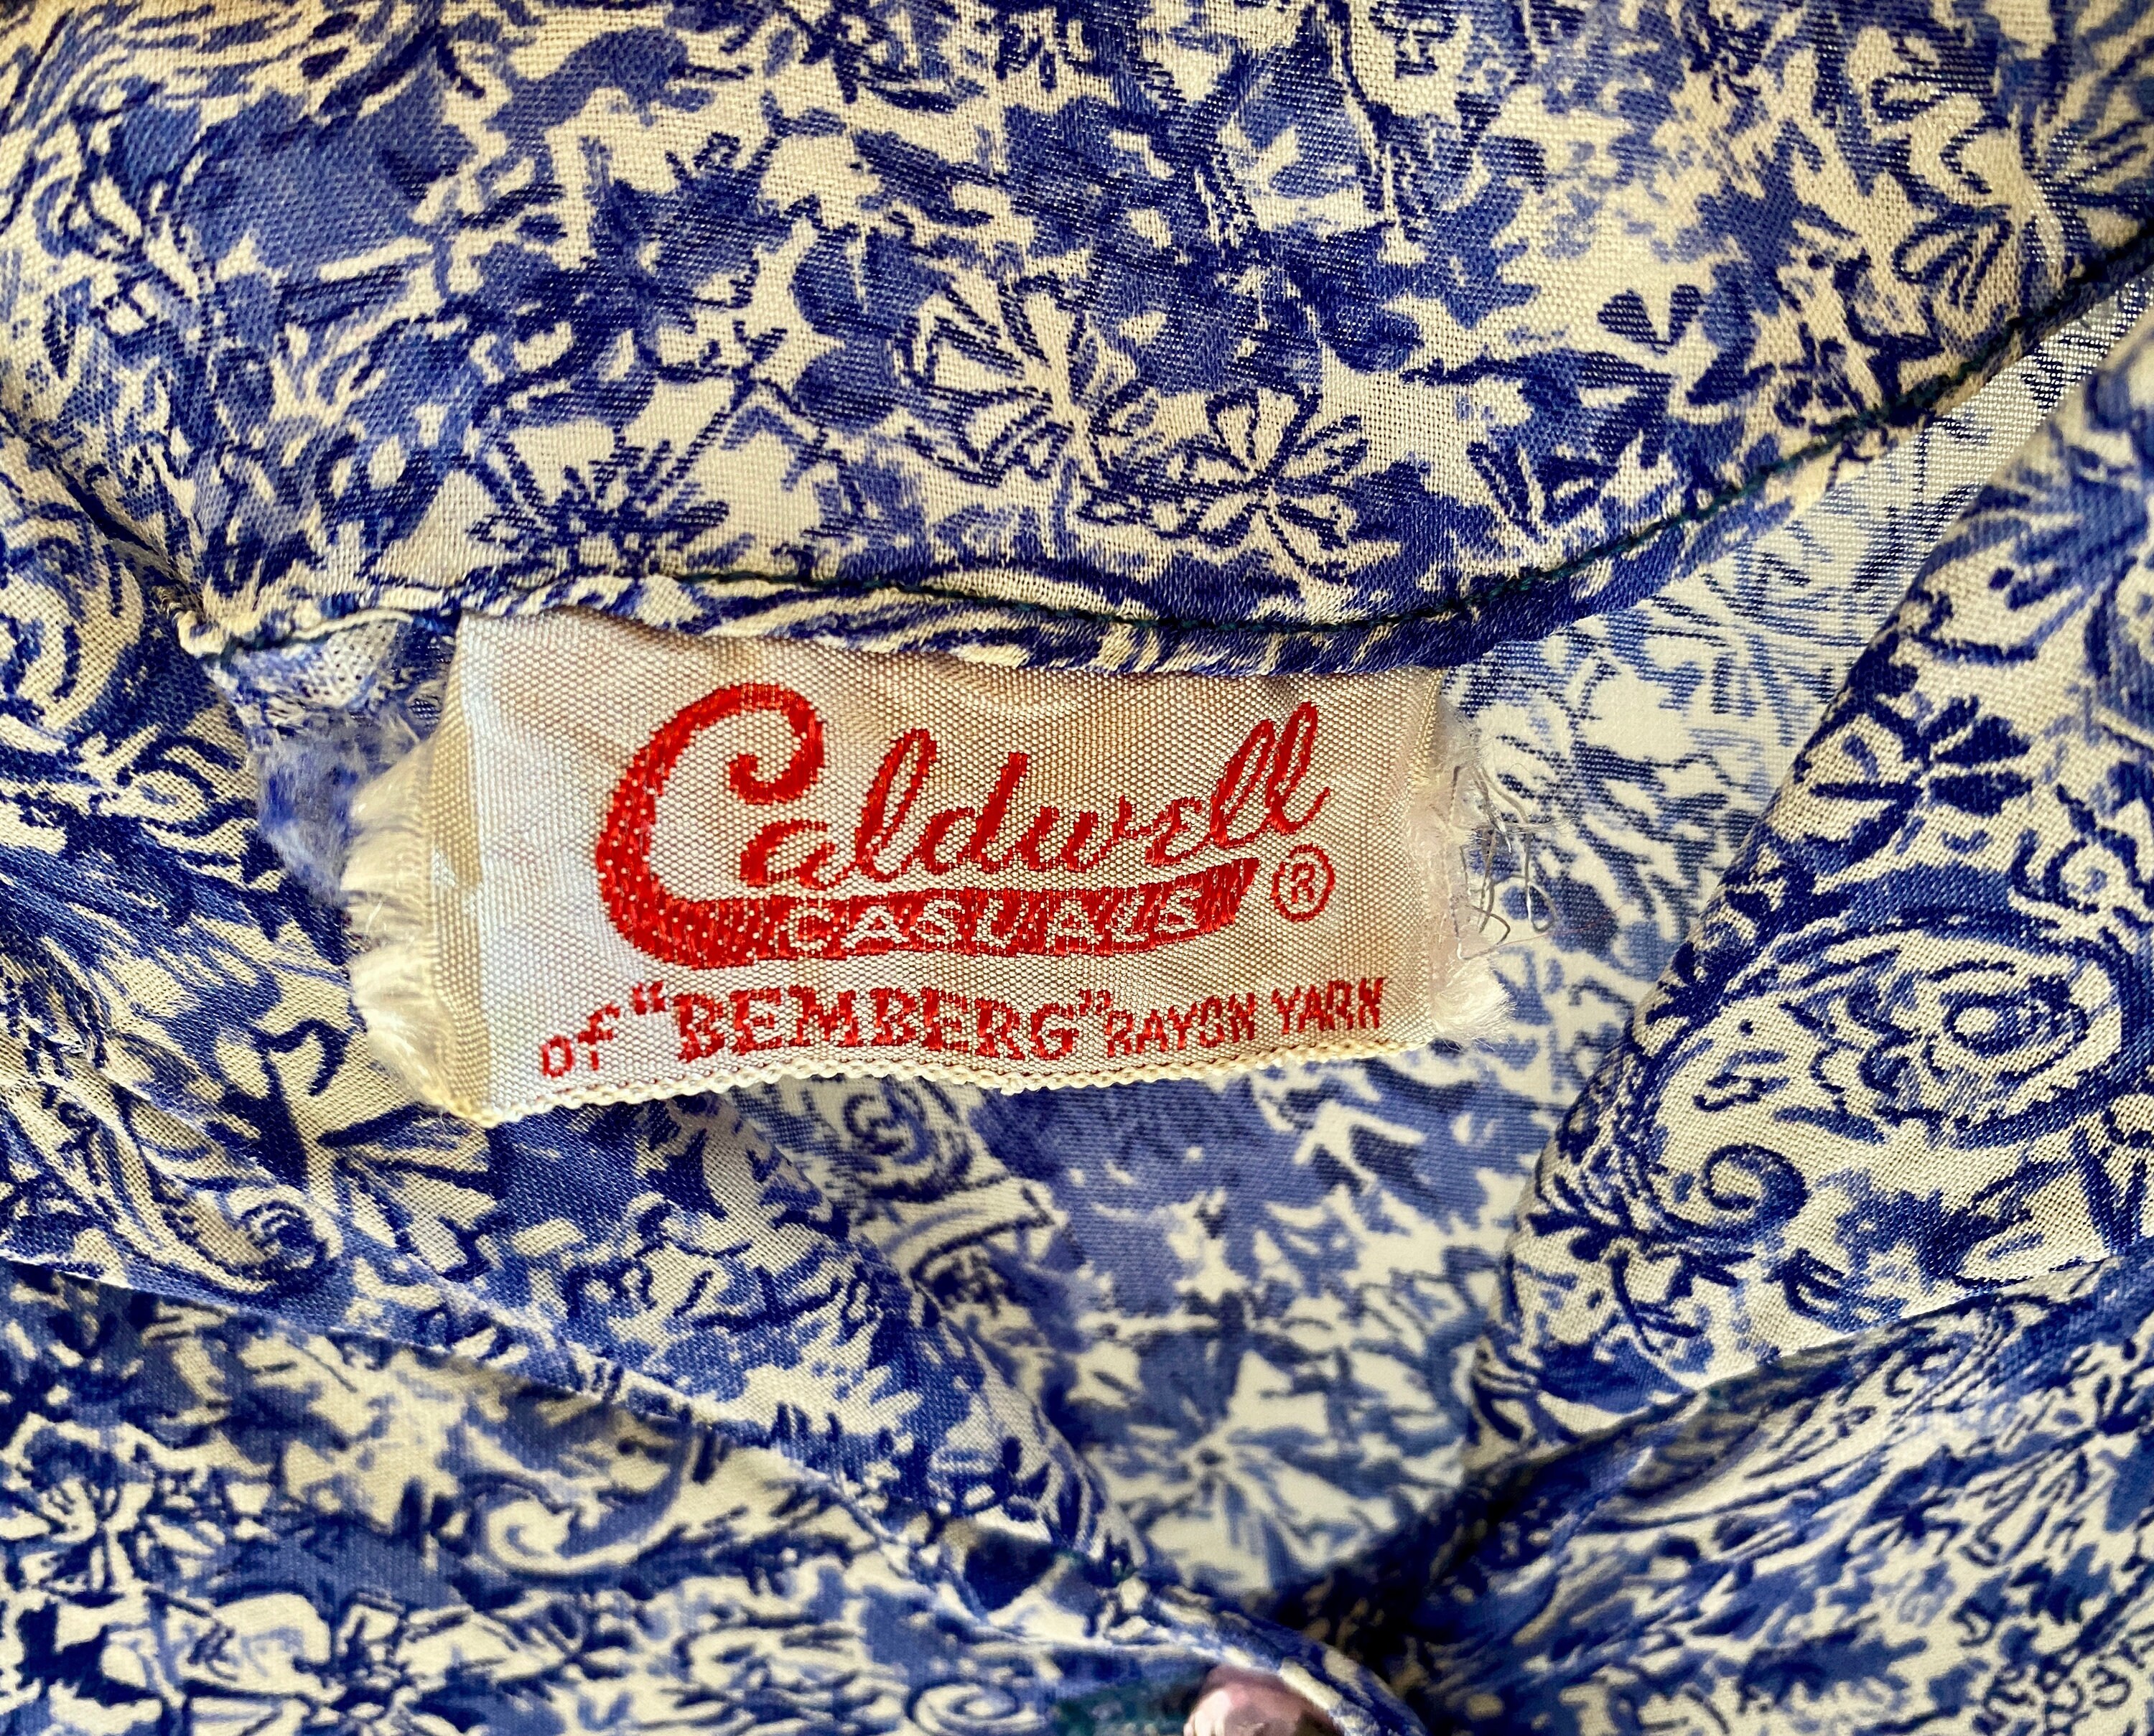 Caldwell
CASUALS ®
OF "BEMBERG" RAYON YARN